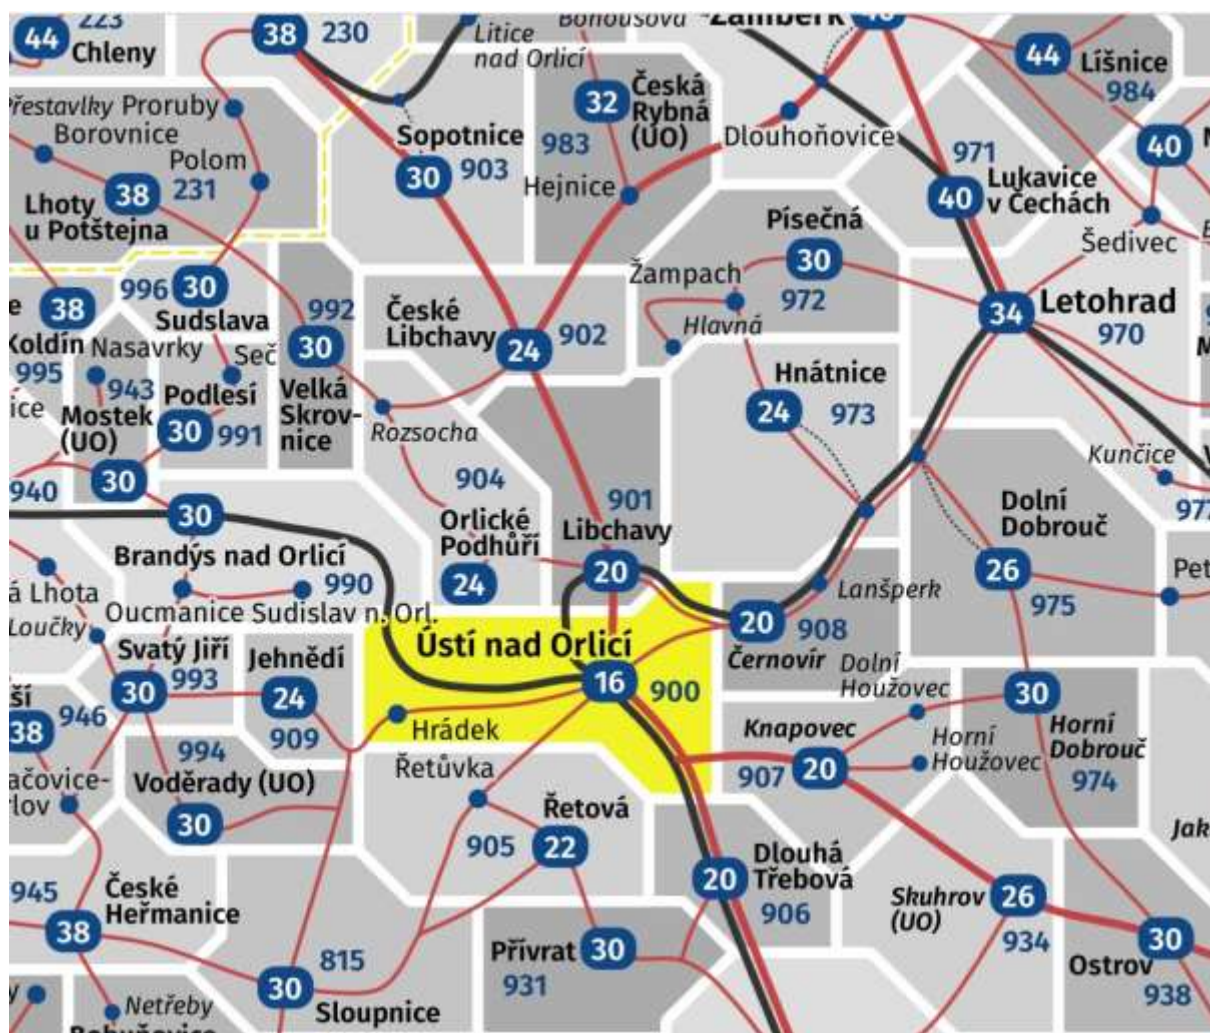 223
44
Chleny
38
230
Litice
nad Orlicí
40
44
Líšnice
984
Přestavlky Proruby
Borovnice
Polom
38
231
Lhoty
u Potštejna
Sopotnice
30
903
32
Česká
Rybná
(UO)
983
Hejnice
Dlouhoňovice
971
40
Lukavice
v Čechách
40
Šedivec
Písečná
30
972
Žampach
Hlavná
34
Letohrad
970
38
Koldín
995
996
30
Sudslava
Nasavrky
Seč
943
Mostek
(UO)
30
Podlesí
30
991
992
30
Velká
Skrov-
nice
České
Libchavy
24
902
Rozsocha
Hnátnice
24
973
Kunčice
977
940
30
Brandýs nad Orlicí
990
Oucmanice Sudislav n. Orl.
904
Orlické
Podhůří
24
901
Libchavy
20
Dolní
Dobrouč
26
975
Lhota
Loučky
Svatý Jiří
30
993
Jehnědí
24
909
Ústí nad Orlicí
16
900
Hrádek
20
Černovír
908
Lanšperk
Dolní
Houžovec
Horní
Houžovec
30
Horní
Dobrouč
974
38
946
994
Voděrady (UO)
30
Řetůvka
Řetová
905
22
Knapovec
907
20
Dlouhá
Třebová
20
906
Skuhrov
(UO)
26
934
30
Ostrov
938
945
České
Heřmanice
38
815
30
Sloupnice
Přívrat
30
931
Netřeby